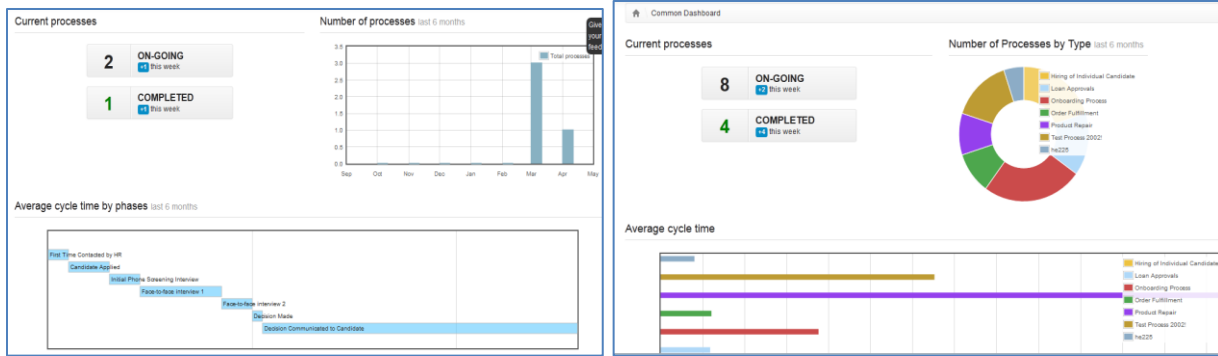 Current processes
2 ON-GOING
+1 this week
1 COMPLETED
+1 this week
Number of processes last 6 months
Give
your
feed
Total processes
3.5
3.0
2.5
2.0
1.5
1.0
0.5
0.0
Sep Oct Nov Dec Jan Feb Mar Apr May
Average cycle time by phases last 6 months
First Time Contacted by HR
Candidate Applied
Initial Phone Screening Interview
Face-to-face interview 1
Face-to-face interview 2
Decision Made
Decision Communicated to Candidate
Common Dashboard
Current processes
8 ON-GOING
+2 this week
4 COMPLETED
+4 this week
Number of Processes by Type last 6 months
Hiring of Individual Candidate
Loan Approvals
Onboarding Process
Order Fulfillment
Product Repair
Test Process 2002!
he225
Average cycle time
Hiring of Individual Candidate
Loan Approvals
Onboarding Process
Order Fulfillment
Product Repair
Test Process 2002!
he225